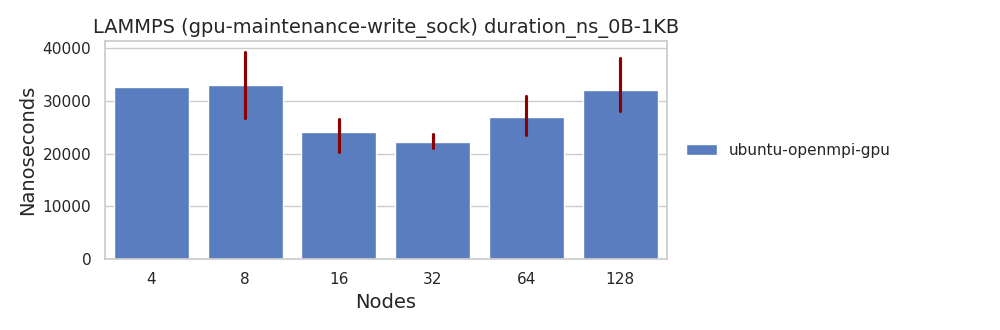 LAMMPS (gpu-maintenance-write_sock) duration_ns_0B-1KB
40000
30000
20000
10000
0
Nanoseconds
4 8 16 32 64 128
Nodes
ubuntu-openmpi-gpu